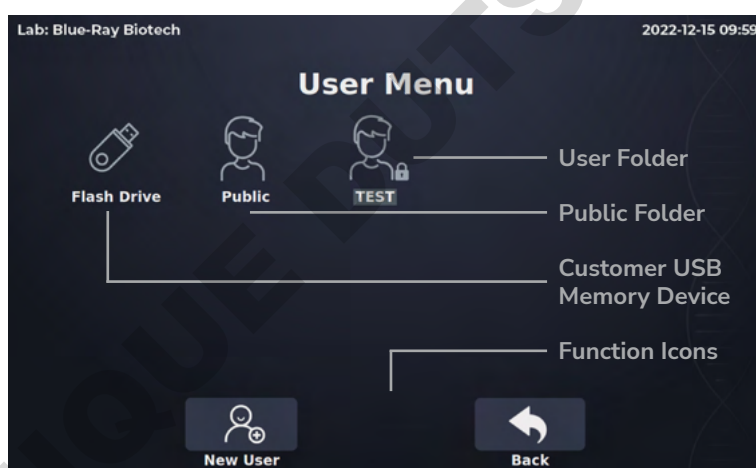 Lab: Blue-Ray Biotech
2022-12-15 09:59
User Menu
Flash Drive
Public
TEST
User Folder
Public Folder
Customer USB
Memory Device
Function Icons
New User
Back